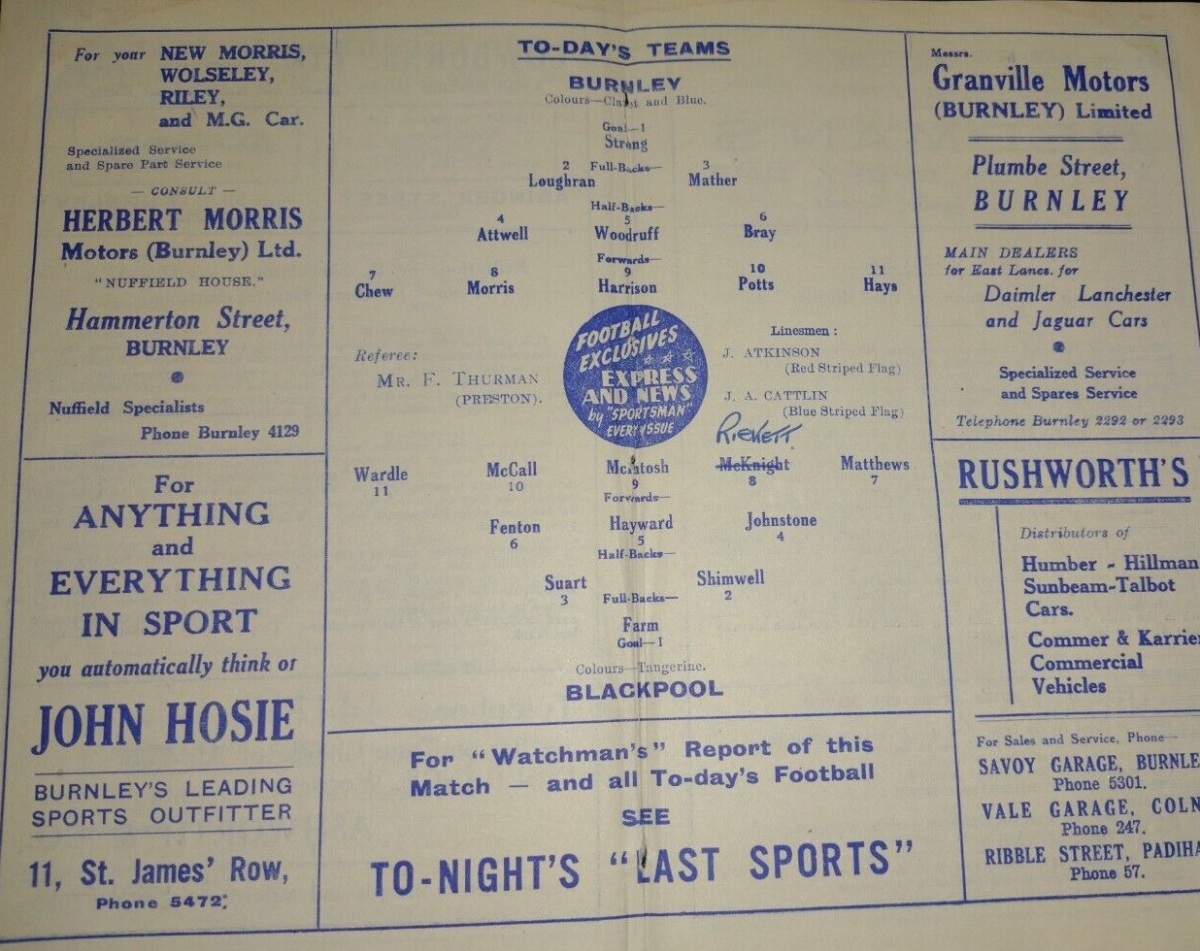 For your NEW MORRIS,
WOLSELEY,
RILEY,
and M.G. Car.
Specialized Service
and Spare Part Service
— CONSULT —
HERBERT MORRIS
Motors (Burnley) Ltd.
"NUFFIELD HOUSE."
Hammerton Street,
BURNLEY
Nuffield Specialists
Phone Burnley 4129
For
ANYTHING
and
EVERYTHING
IN SPORT
you automatically think of
JOHN HOSIE
BURNLEY'S LEADING
SPORTS OUTFITTER
11, St. James' Row,
Phone 5472.
TO-DAY'S TEAMS
BURNLEY
Colours—Claret and Blue.
Goal—1
Strong
2 Full-Backs— 3
Loughran Mather
Half-Backs—
4 5 6
Attwell Woodruff Bray
Forwards—
7 8 9 10 11
Chew Morris Harrison Potts Hays
FOOTBALL
EXCLUSIVES
EXPRESS
AND NEWS
by "SPORTSMAN"
EVERY ISSUE
Referee:
MR. F. THURMAN
(PRESTON).
Linesmen :
J. ATKINSON
(Red Striped Flag)
J. A. CATTLIN
(Blue Striped Flag)
RICKETT
Wardle McCall McIntosh McKnight Matthews
11 10 9 8 7
Forwards—
Fenton Hayward Johnstone
6 5 4
Half-Backs—
Suart Shimwell
3 Full-Backs— 2
Farm
Goal—1
Colours—Tangerine.
BLACKPOOL
For "Watchman's" Report of this
Match — and all To-day's Football
SEE
TO-NIGHT'S "LAST SPORTS"
Messrs.
Granville Motors
(BURNLEY) Limited
Plumbe Street,
BURNLEY
MAIN DEALERS
for East Lancs. for
Daimler Lanchester
and Jaguar Cars
Specialized Service
and Spares Service
Telephone Burnley 2292 or 2293
RUSHWORTH'S
Distributors of
Humber - Hillman
Sunbeam-Talbot
Cars.
Commer & Karrier
Commercial
Vehicles
For Sales and Service, Phone—
SAVOY GARAGE, BURNLE
Phone 5301.
VALE GARAGE, COLN
Phone 247.
RIBBLE STREET, PADIHA
Phone 57.